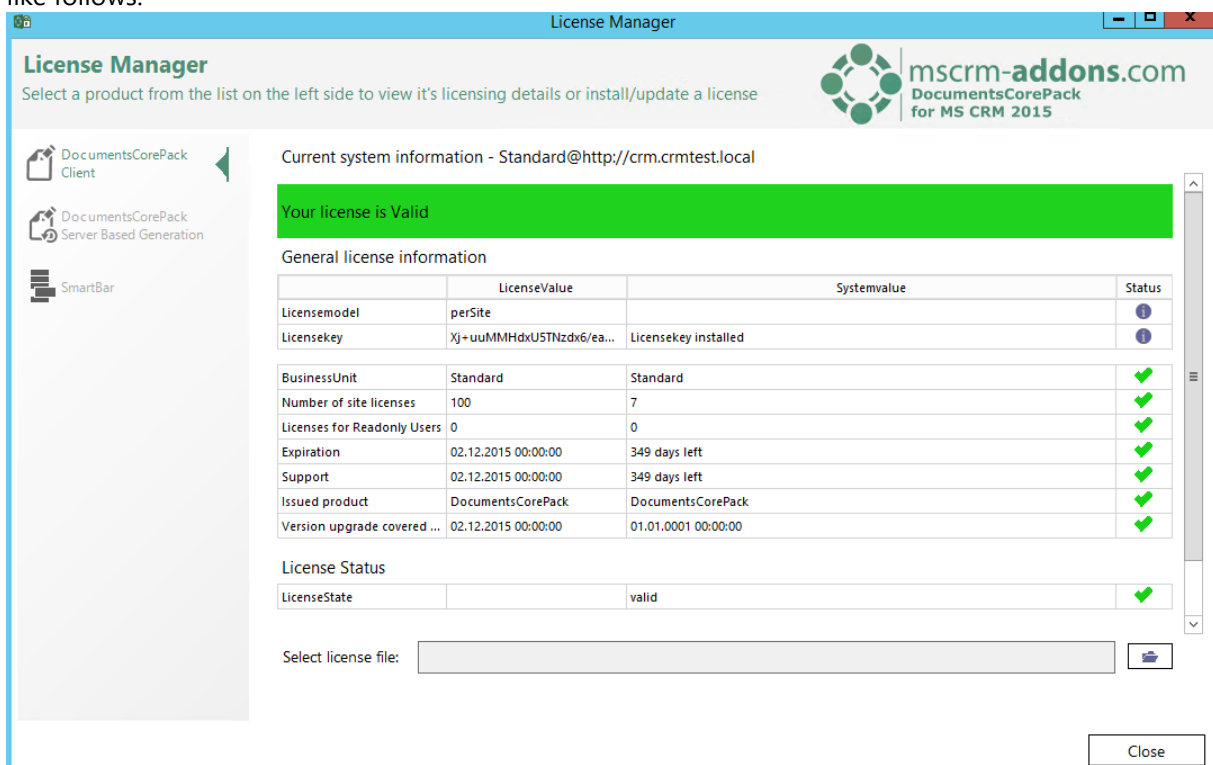 like follows:
License Manager
License Manager
Select a product from the list on the left side to view it's licensing details or install/update a license
mscrm-addons.com
DocumentsCorePack
for MS CRM 2015
DocumentsCorePack
Client
DocumentsCorePack
Server Based Generation
SmartBar
Current system information - Standard@http://crm.crmtest.local
Your license is Valid
General license information
LicenseValue Systemvalue Status
Licensemodel perSite
Licensekey Xj+uuMMHdxU5TNzdx6/ea... Licensekey installed
BusinessUnit Standard Standard
Number of site licenses 100 7
Licenses for Readonly Users 0 0
Expiration 02.12.2015 00:00:00 349 days left
Support 02.12.2015 00:00:00 349 days left
Issued product DocumentsCorePack DocumentsCorePack
Version upgrade covered ... 02.12.2015 00:00:00 01.01.0001 00:00:00
License Status
LicenseState valid
Select license file:
Close